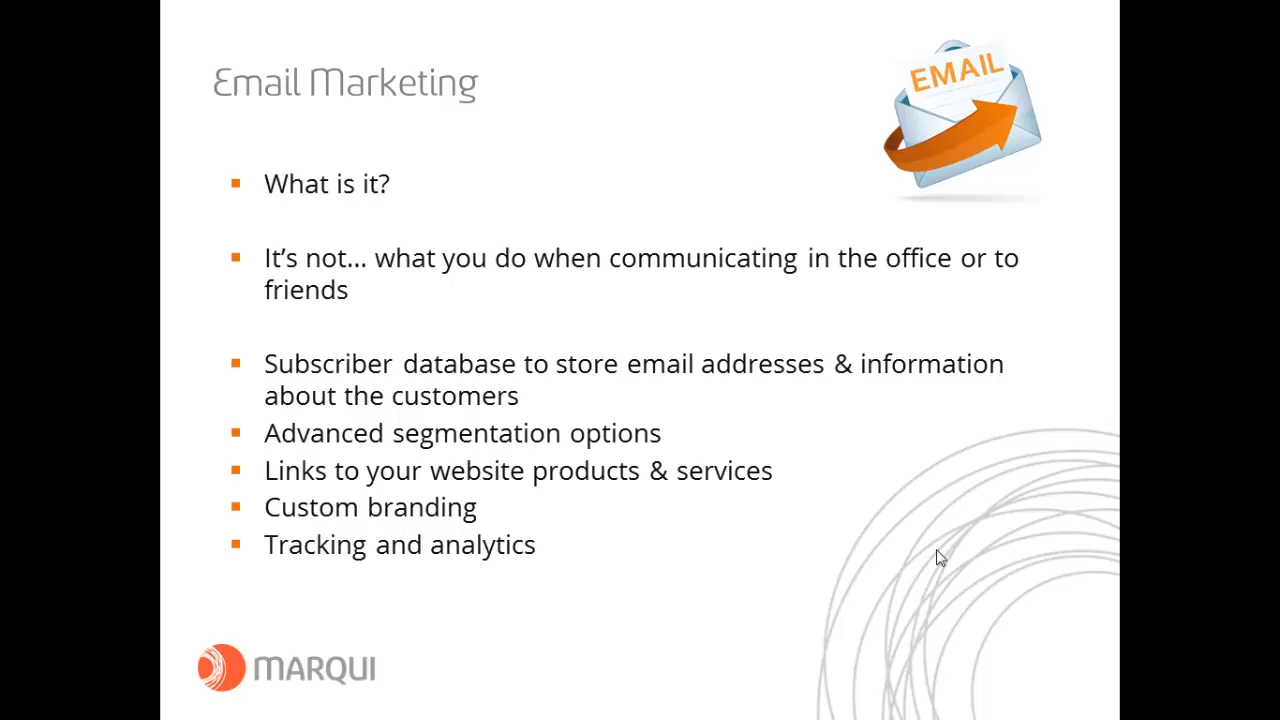 Email Marketing
EMAIL
What is it?
It's not... what you do when communicating in the office or to
friends
Subscriber database to store email addresses & information
about the customers
Advanced segmentation options
Links to your website products & services
Custom branding
Tracking and analytics
MARQUI